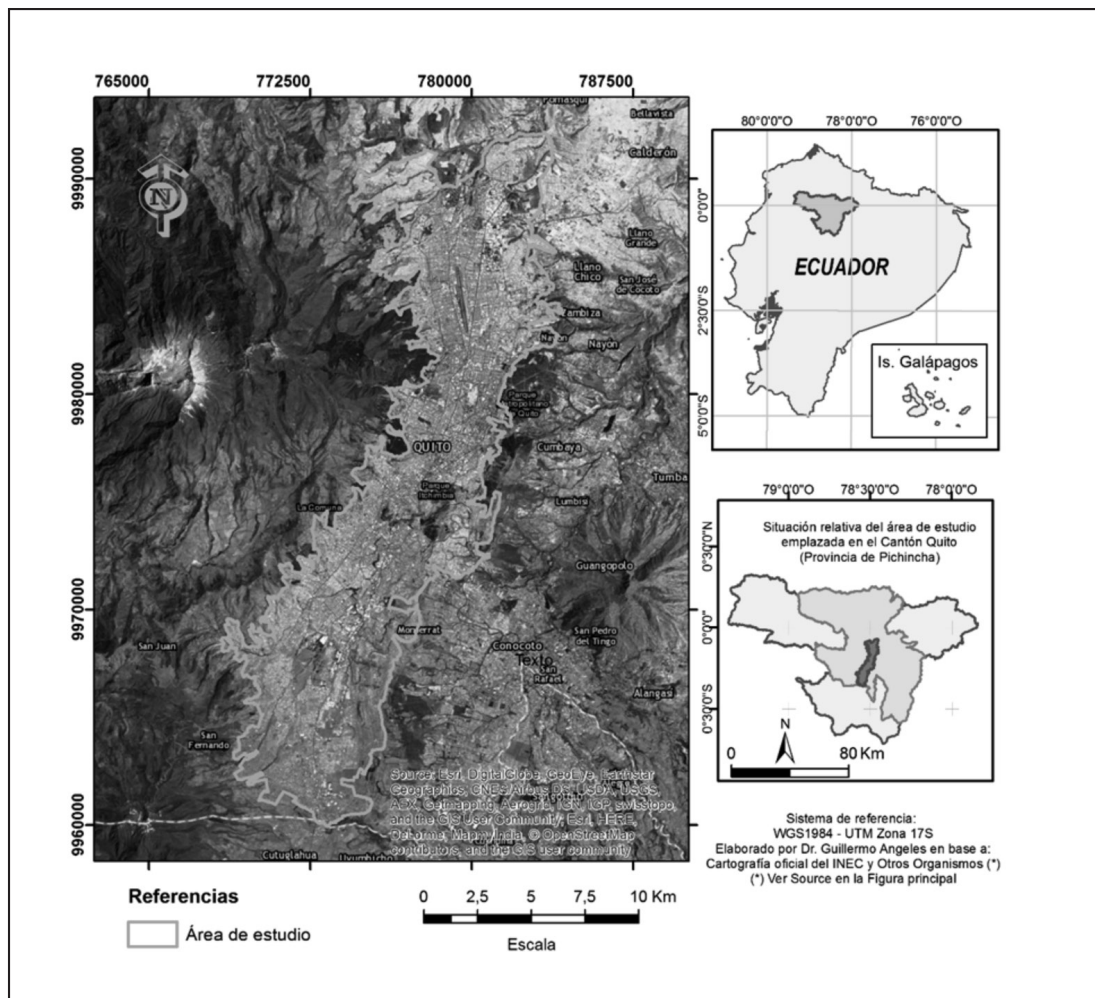 765000
772500
780000
787500
9990000
9980000
9970000
9960000
N
Pomasqui
Bellavista
Calderón
Llano
Grande
Llano
Chico
San José
de Cocoto
Zambiza
Nayon
Nayón
Parque
Quito
QUITO
Cumbaya
Parque
Itchimbia
Tumba
La Comuna
Lumbisi
Guangopolo
Monserrat
San Pedro
del Tingo
San Juan
Conocoto
Texto
San
Rafael
Alangasi
San
Fernando
Source: Esri, DigitalGlobe, GeoEye, Earthstar
Geographics, CNES/Airbus DS, USDA, USGS,
AEX, Getmapping, Aerogrid, IGN, IGP, swisstopo,
and the GIS User Community, Esri, HERE,
DeLorme, MapmyIndia, © OpenStreetMap
contributors, and the GIS user community
Cutuglahua
Uyumbicho
80°0'0"O
78°0'0"O
76°0'0"O
0°0'0"
2°30'0"S
5°0'0"S
ECUADOR
Is. Galápagos
79°0'0"O
78°30'0"O
78°0'0"O
0°30'0"N
0°0'0"
0°30'0"S
Situación relativa del área de estudio
emplazada en el Cantón Quito
(Provincia de Pichincha)
N
0
80 Km
Sistema de referencia:
WGS1984 - UTM Zona 17S
Elaborado por Dr. Guillermo Angeles en base a:
Cartografía oficial del INEC y Otros Organismos (*)
(*) Ver Source en la Figura principal
Referencias
Área de estudio
0 2,5 5 7,5 10 Km
Escala